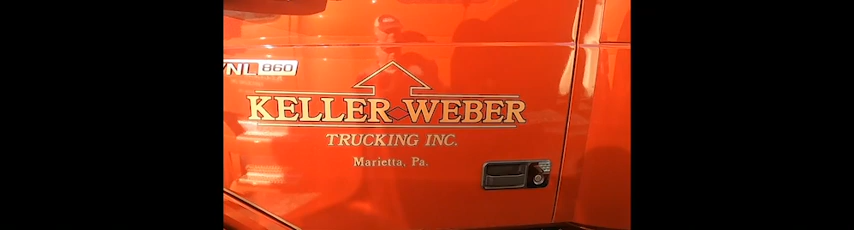 VNL 860
KELLER WEBER
TRUCKING INC.
Marietta, Pa.